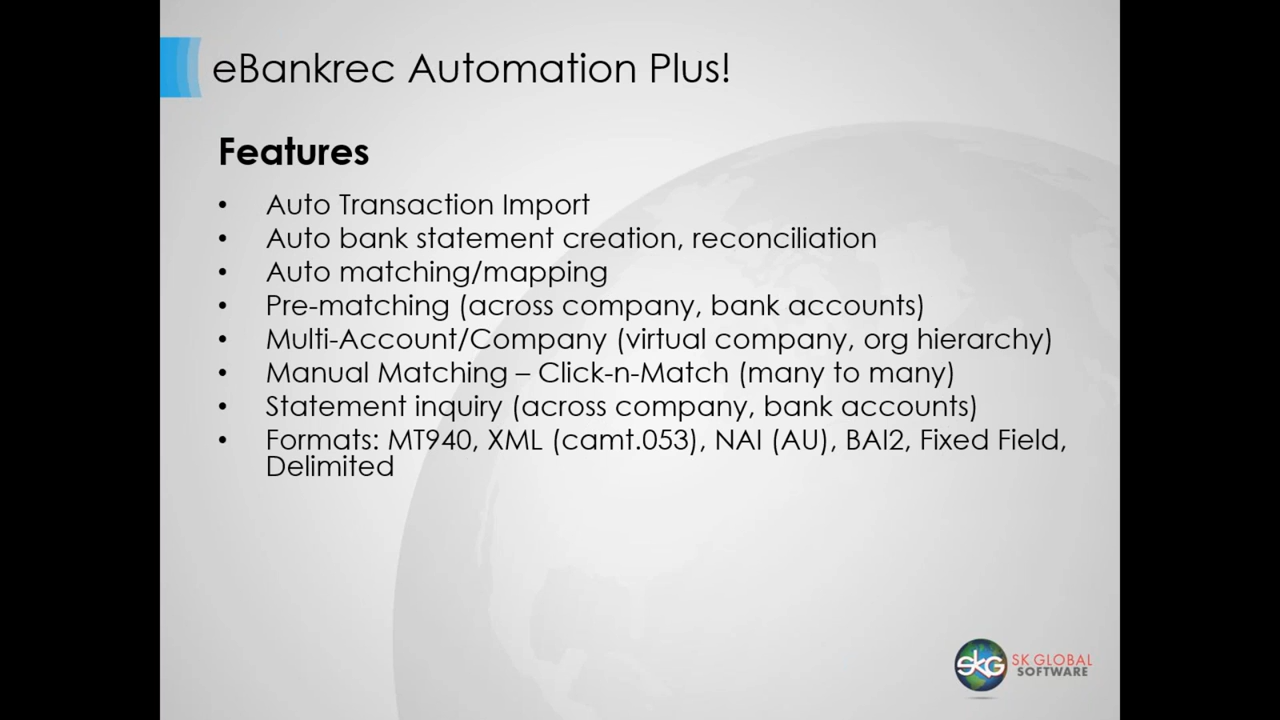 eBankrec Automation Plus!
Features
• Auto Transaction Import
• Auto bank statement creation, reconciliation
• Auto matching/mapping
• Pre-matching (across company, bank accounts)
• Multi-Account/Company (virtual company, org hierarchy)
• Manual Matching – Click-n-Match (many to many)
• Statement inquiry (across company, bank accounts)
• Formats: MT940, XML (camt.053), NAI (AU), BAI2, Fixed Field,
Delimited
skG
SK GLOBAL
SOFTWARE